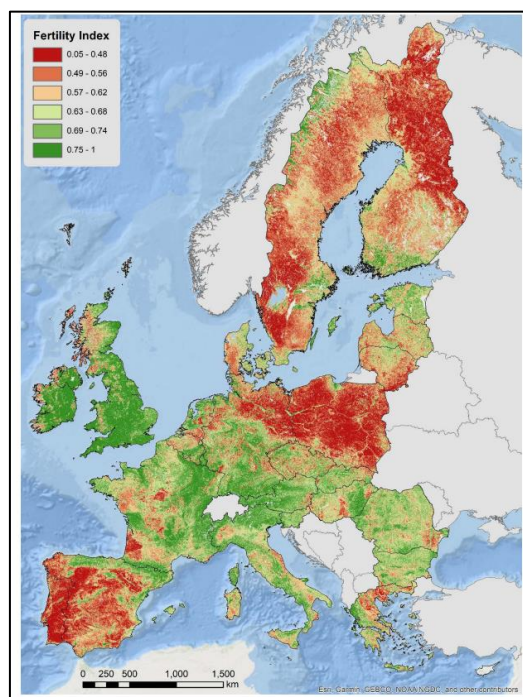 Fertility Index
0.05 - 0.48
0.49 - 0.56
0.57 - 0.62
0.63 - 0.68
0.69 - 0.74
0.75 - 1
0 250 500 1,000 1,500
km
Esri, Garmin, GEBCO, NOAA NGDC, and other contributors